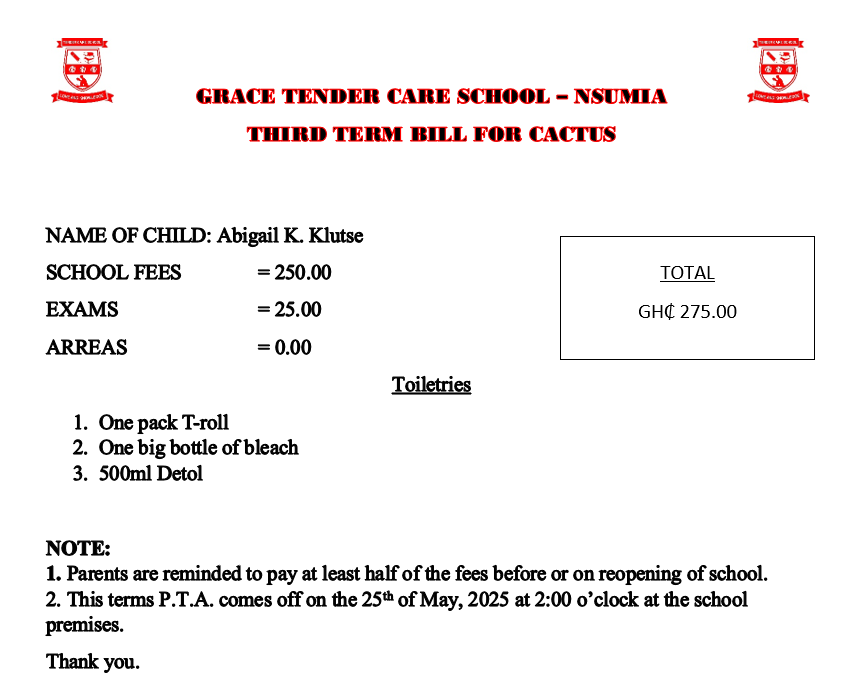 GRACE TENDER CARE SCHOOL – NSUMIA
THIRD TERM BILL FOR CACTUS
NAME OF CHILD: Abigail K. Klutse
SCHOOL FEES = 250.00
EXAMS = 25.00
ARREAS = 0.00
TOTAL
GH₵ 275.00
Toiletries
1. One pack T-roll
2. One big bottle of bleach
3. 500ml Detol
NOTE:
1. Parents are reminded to pay at least half of the fees before or on reopening of school.
2. This terms P.T.A. comes off on the 25th of May, 2025 at 2:00 o’clock at the school
premises.
Thank you.